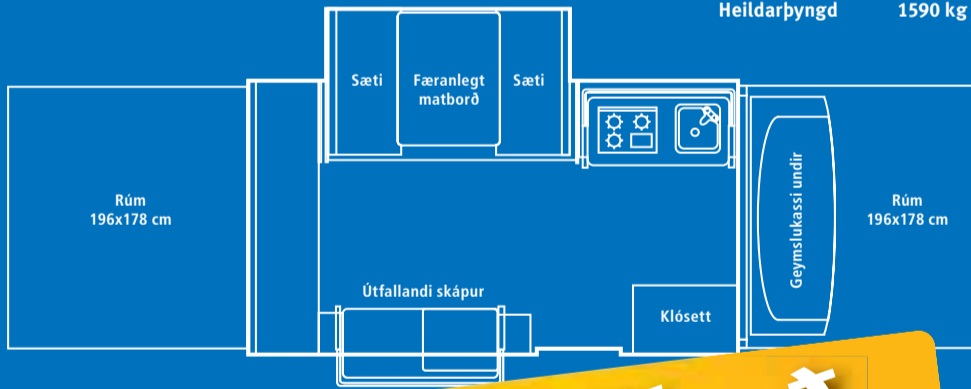 Heildarþyngd 1590 kg
Sæti
Færanlegt
matborð
Sæti
Rúm
196x178 cm
Geymslukassi undir
Rúm
196x178 cm
Útfallandi skápur
Klósett